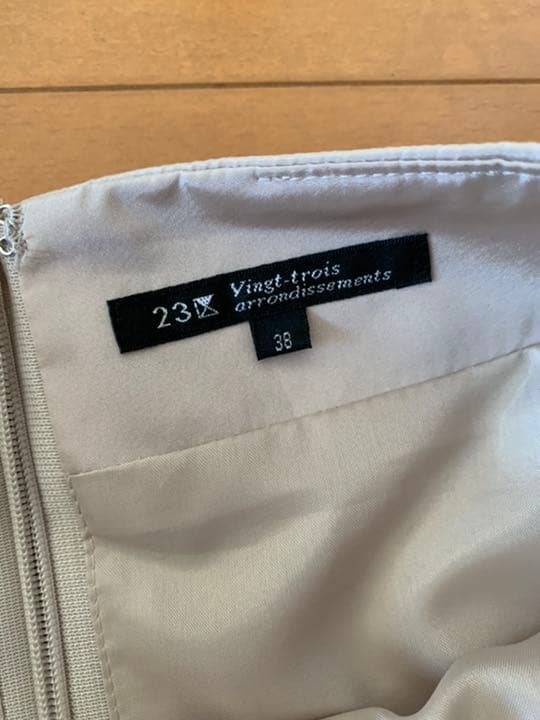 23区
Vingt-trois
arrondissements
38